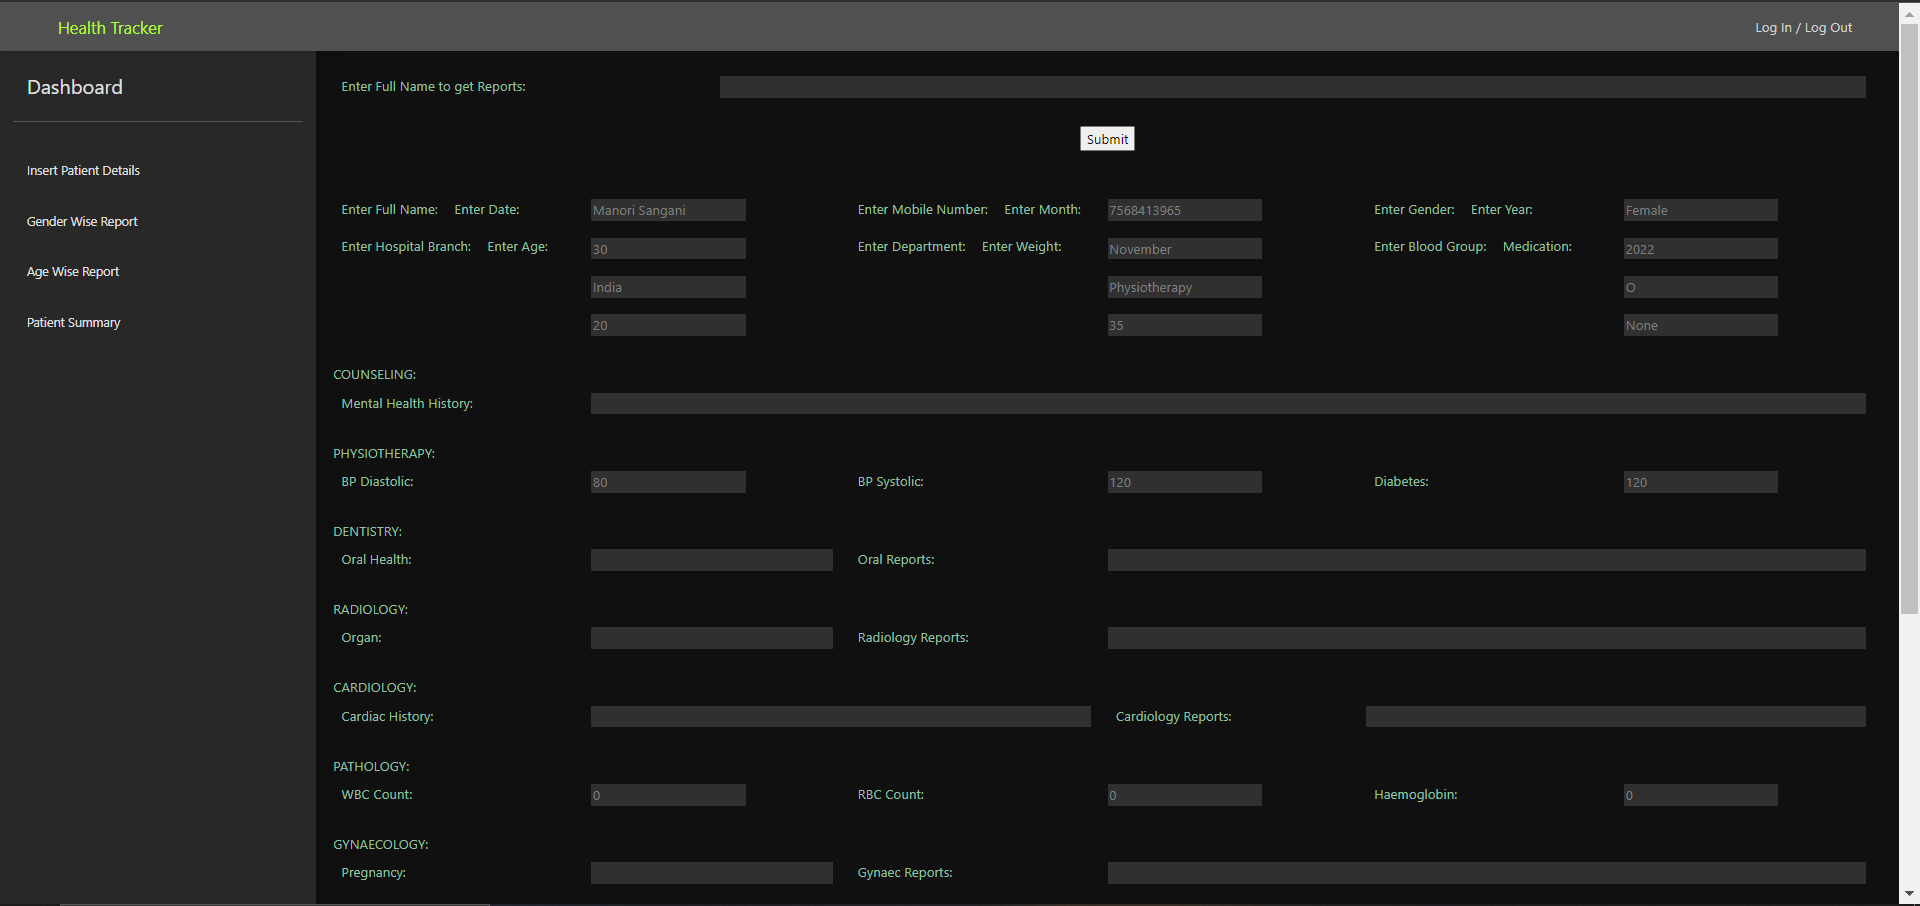 Health Tracker Log In / Log Out
Dashboard
Insert Patient Details
Gender Wise Report
Age Wise Report
Patient Summary
Enter Full Name to get Reports:
Submit
Enter Full Name: Enter Date: Manori Sangani Enter Mobile Number: Enter Month: 7568413965 Enter Gender: Enter Year: Female
Enter Hospital Branch: Enter Age: 30 Enter Department: Enter Weight: November Enter Blood Group: Medication: 2022
India Physiotherapy O
20 35 None
COUNSELING:
Mental Health History:
PHYSIOTHERAPY:
BP Diastolic: 80 BP Systolic: 120 Diabetes: 120
DENTISTRY:
Oral Health: Oral Reports:
RADIOLOGY:
Organ: Radiology Reports:
CARDIOLOGY:
Cardiac History: Cardiology Reports:
PATHOLOGY:
WBC Count: 0 RBC Count: 0 Haemoglobin: 0
GYNAECOLOGY:
Pregnancy: Gynaec Reports: